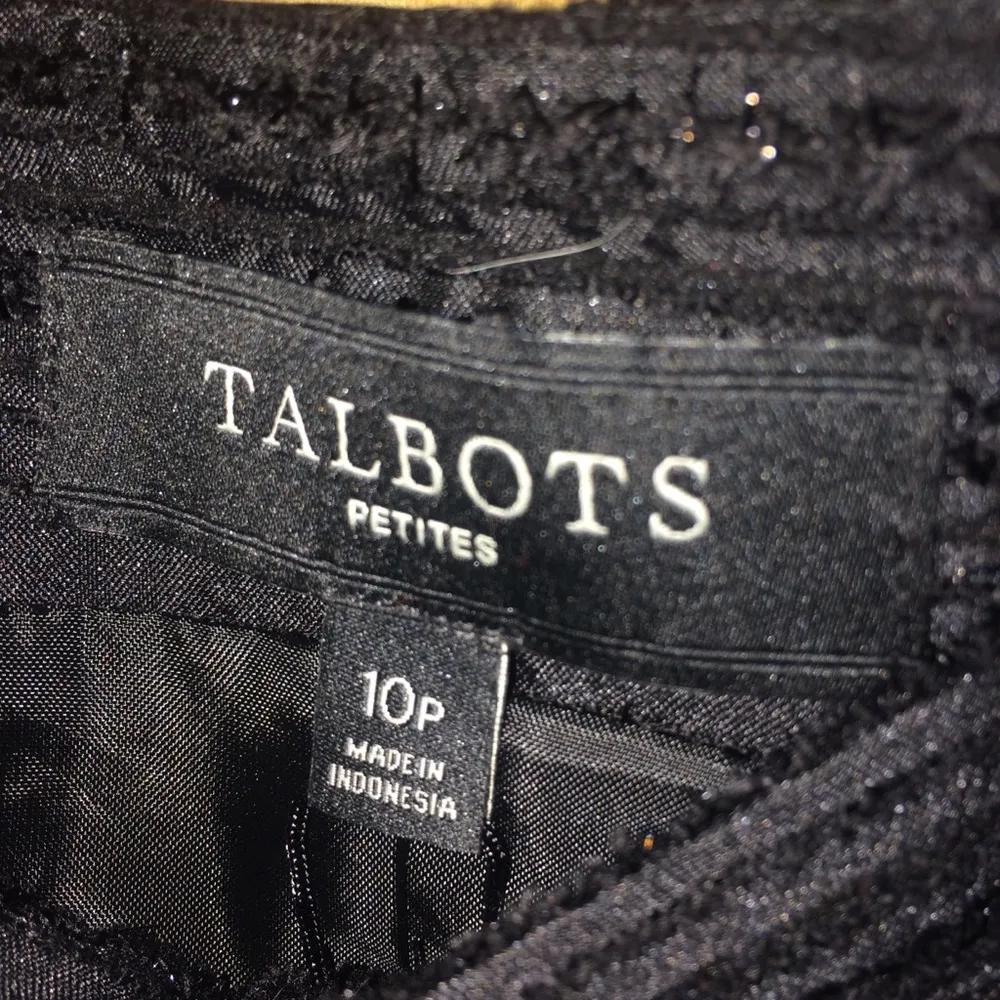 TALBOTS
PETITES
10P
MADE IN
INDONESIA